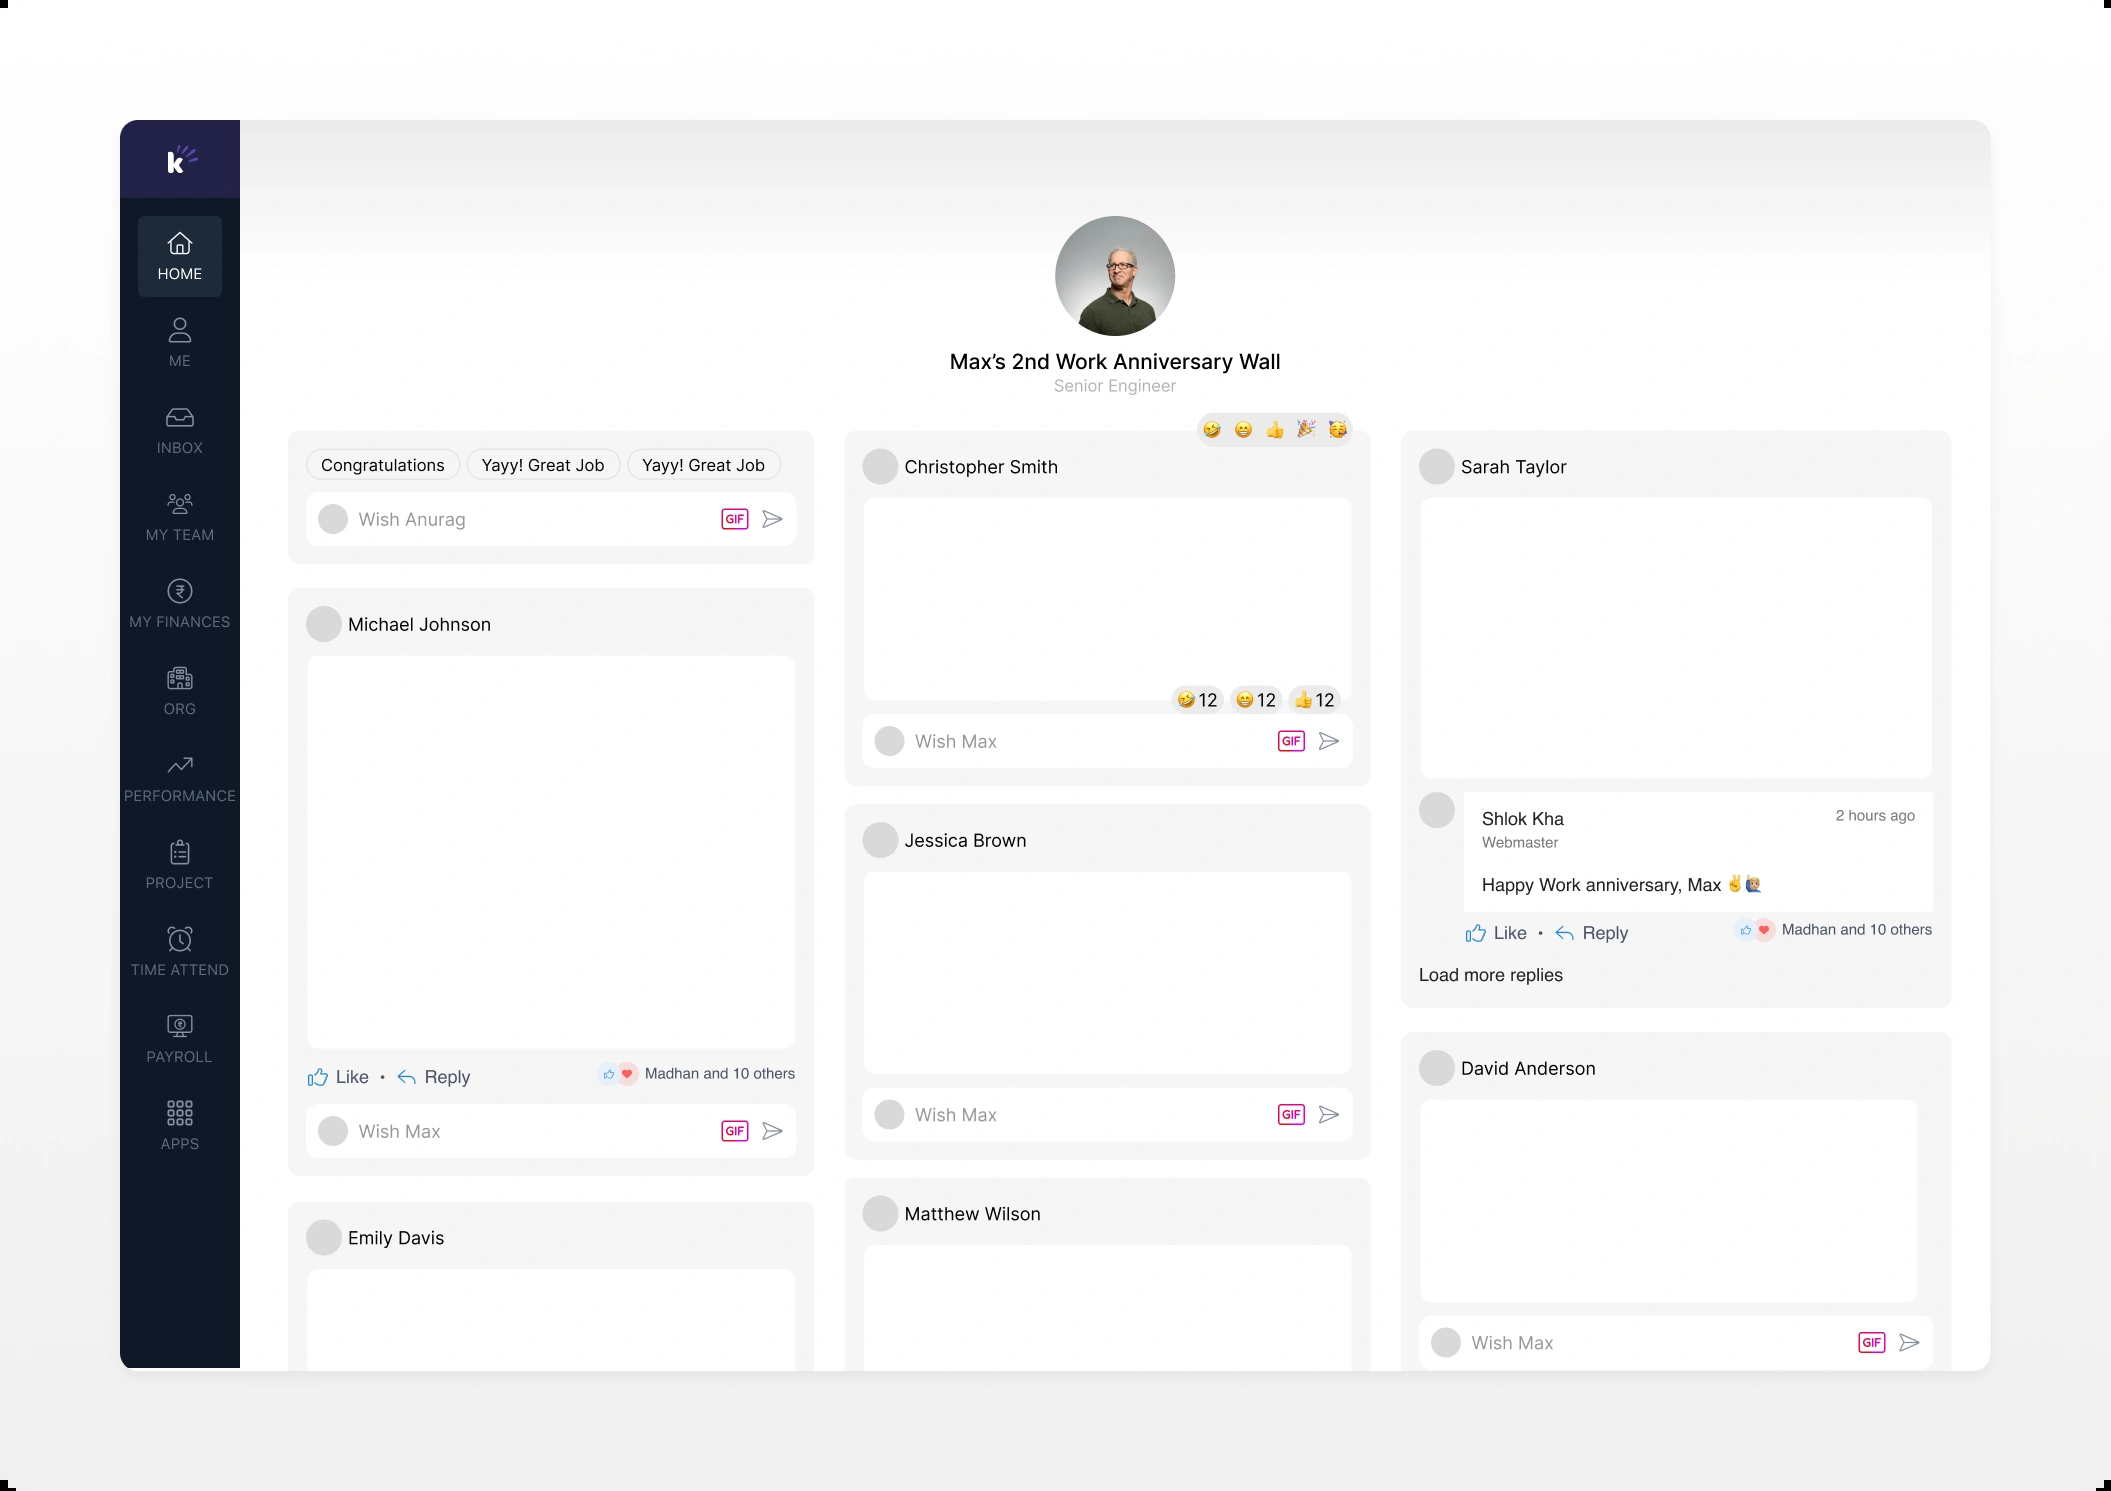 k
HOME
ME
INBOX
MY TEAM
MY FINANCES
ORG
PERFORMANCE
PROJECT
TIME ATTEND
PAYROLL
APPS
Max’s 2nd Work Anniversary Wall
Senior Engineer
Congratulations Yayy! Great Job Yayy! Great Job
Wish Anurag GIF
Michael Johnson
Like • Reply Madhan and 10 others
Wish Max GIF
Emily Davis
🤣 😁 👍 🎉 🥳
Christopher Smith
🤣 12 😁 12 👍 12
Wish Max GIF
Jessica Brown
Wish Max GIF
Matthew Wilson
Sarah Taylor
Shlok Kha 2 hours ago
Webmaster
Happy Work anniversary, Max ✌🙋
Like • Reply Madhan and 10 others
Load more replies
David Anderson
Wish Max GIF